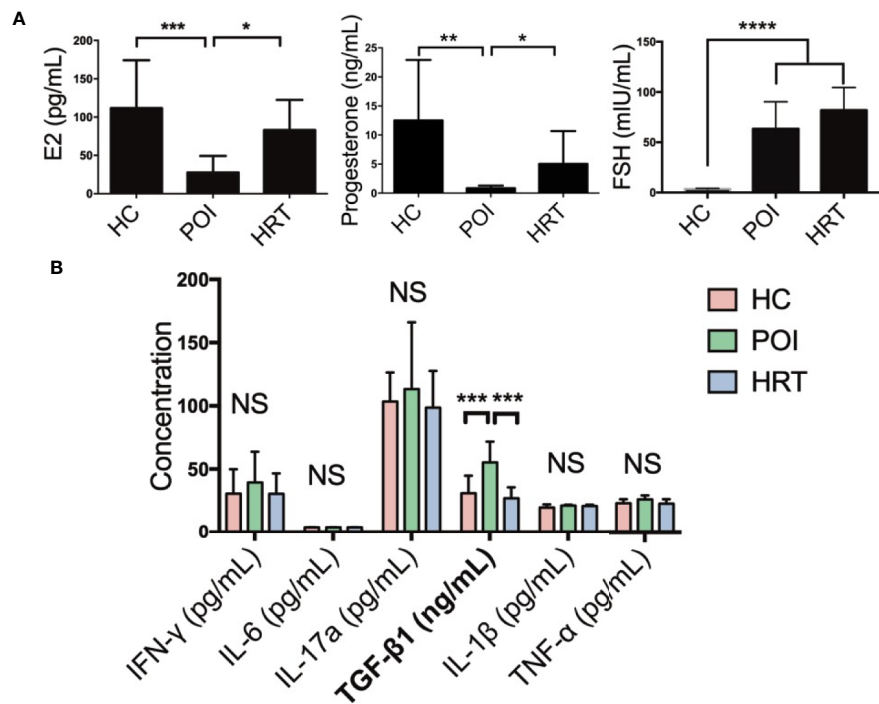 A
***
*
E2 (pg/mL)
200
150
100
50
0
HC
POI
HRT
**
*
Progesterone (ng/mL)
25
20
15
10
5
0
HC
POI
HRT
****
FSH (mIU/mL)
150
100
50
0
HC
POI
HRT
B
Concentration
200
150
100
50
0
NS
NS
NS
*** ***
NS
NS
HC
POI
HRT
IFN-γ (pg/mL)
IL-6 (pg/mL)
IL-17a (pg/mL)
TGF-β1 (ng/mL)
IL-1β (pg/mL)
TNF-α (pg/mL)